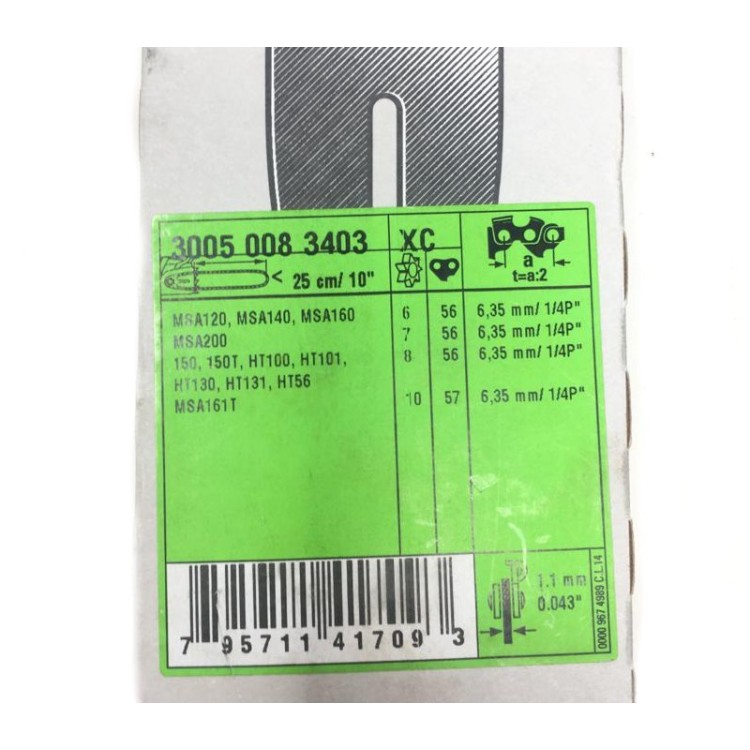 3005 008 3403 XC
a
25 cm/ 10" t=a:2
MSA120, MSA140, MSA160 6 56 6,35 mm/ 1/4P"
MSA200 7 56 6,35 mm/ 1/4P"
150, 150T, HT100, HT101, 8 56 6,35 mm/ 1/4P"
HT130, HT131, HT56
MSA161T 10 57 6,35 mm/ 1/4P"
1.1 mm
0.043"
0000 967 4989 C.L.14
7 95711 41709 3